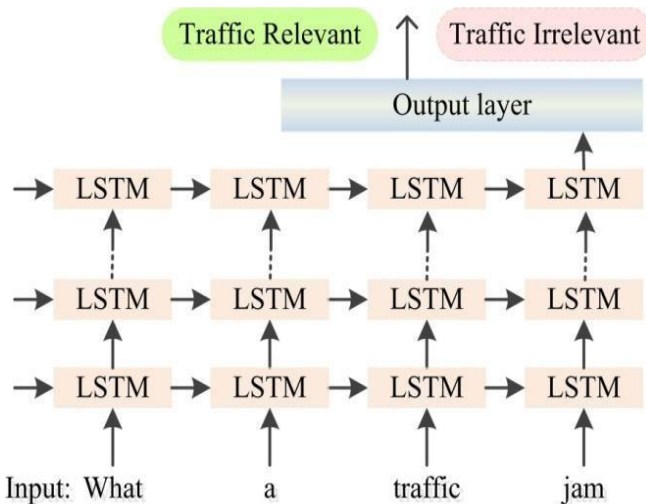 Traffic Relevant Traffic Irrelevant
Output layer
LSTM LSTM LSTM LSTM
LSTM LSTM LSTM LSTM
LSTM LSTM LSTM LSTM
Input: What a traffic jam